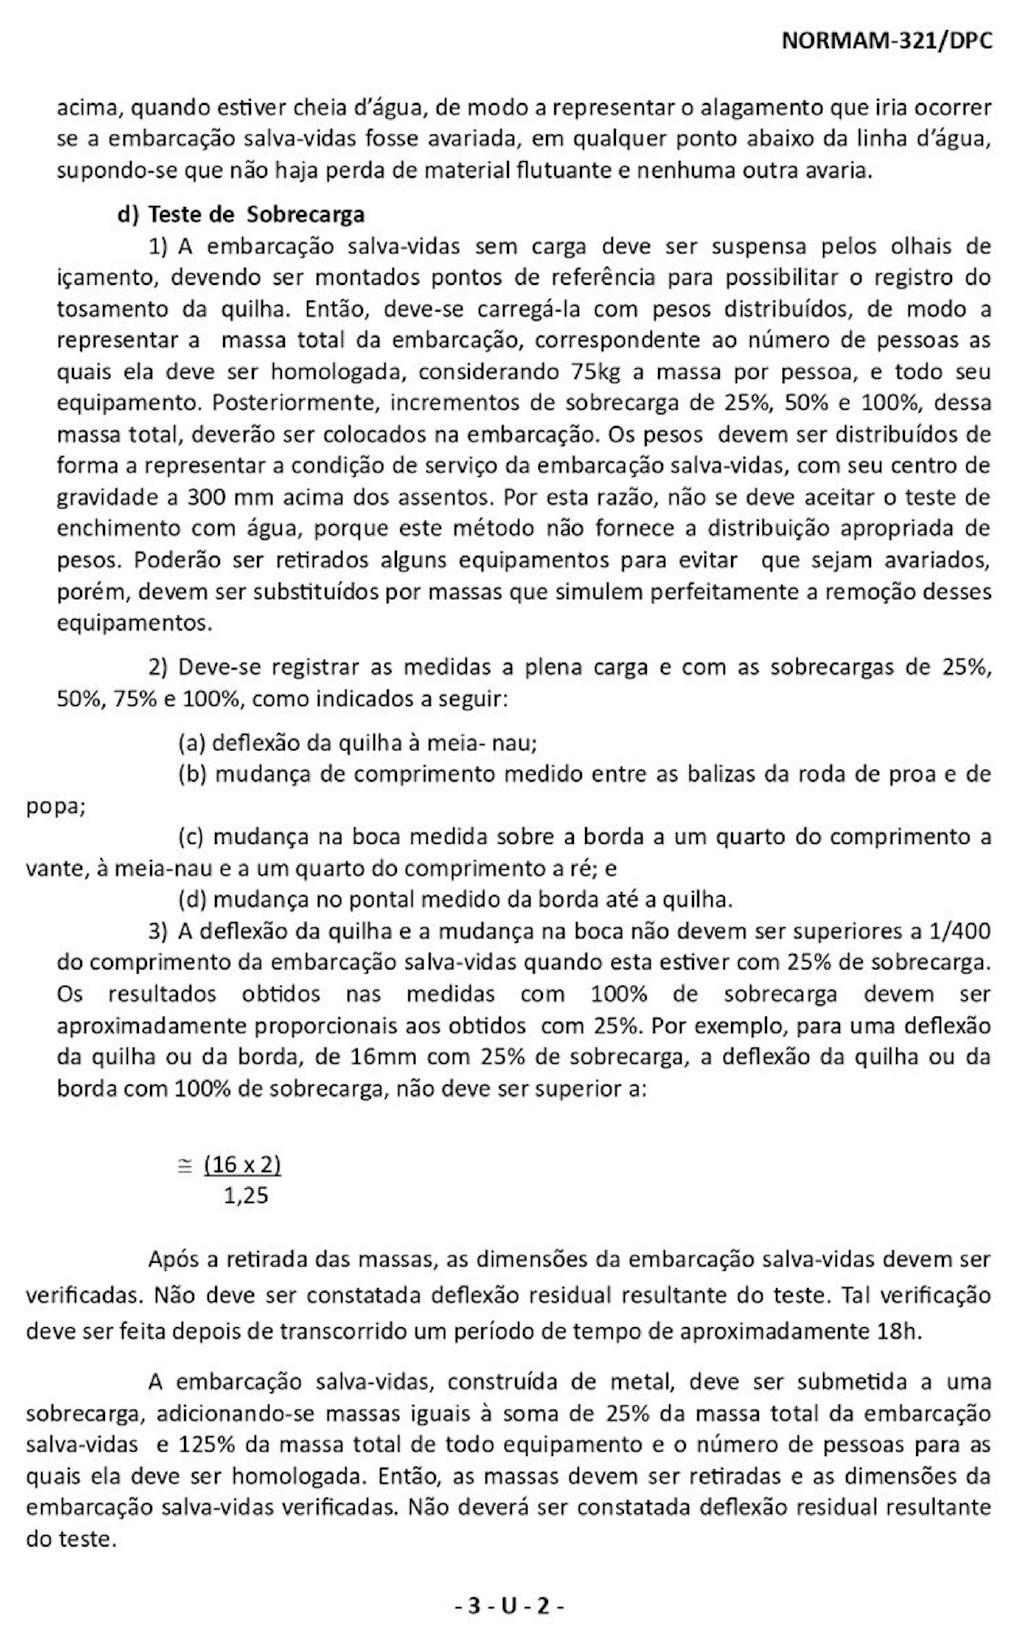 NORMAM-321/DPC
acima, quando estiver cheia d’água, de modo a representar o alagamento que iria ocorrer
se a embarcação salva-vidas fosse avariada, em qualquer ponto abaixo da linha d’água,
supondo-se que não haja perda de material flutuante e nenhuma outra avaria.
d) Teste de Sobrecarga
1) A embarcação salva-vidas sem carga deve ser suspensa pelos olhais de
içamento, devendo ser montados pontos de referência para possibilitar o registro do
tosamento da quilha. Então, deve-se carregá-la com pesos distribuídos, de modo a
representar a massa total da embarcação, correspondente ao número de pessoas as
quais ela deve ser homologada, considerando 75kg a massa por pessoa, e todo seu
equipamento. Posteriormente, incrementos de sobrecarga de 25%, 50% e 100%, dessa
massa total, deverão ser colocados na embarcação. Os pesos devem ser distribuídos de
forma a representar a condição de serviço da embarcação salva-vidas, com seu centro de
gravidade a 300 mm acima dos assentos. Por esta razão, não se deve aceitar o teste de
enchimento com água, porque este método não fornece a distribuição apropriada de
pesos. Poderão ser retirados alguns equipamentos para evitar que sejam avariados,
porém, devem ser substituídos por massas que simulem perfeitamente a remoção desses
equipamentos.
2) Deve-se registrar as medidas a plena carga e com as sobrecargas de 25%,
50%, 75% e 100%, como indicados a seguir:
(a) deflexão da quilha à meia- nau;
(b) mudança de comprimento medido entre as balizas da roda de proa e de
popa;
(c) mudança na boca medida sobre a borda a um quarto do comprimento a
vante, à meia-nau e a um quarto do comprimento a ré; e
(d) mudança no pontal medido da borda até a quilha.
3) A deflexão da quilha e a mudança na boca não devem ser superiores a 1/400
do comprimento da embarcação salva-vidas quando esta estiver com 25% de sobrecarga.
Os resultados obtidos nas medidas com 100% de sobrecarga devem ser
aproximadamente proporcionais aos obtidos com 25%. Por exemplo, para uma deflexão
da quilha ou da borda, de 16mm com 25% de sobrecarga, a deflexão da quilha ou da
borda com 100% de sobrecarga, não deve ser superior a:
≅ (16 x 2)
1,25
Após a retirada das massas, as dimensões da embarcação salva-vidas devem ser
verificadas. Não deve ser constatada deflexão residual resultante do teste. Tal verificação
deve ser feita depois de transcorrido um período de tempo de aproximadamente 18h.
A embarcação salva-vidas, construída de metal, deve ser submetida a uma
sobrecarga, adicionando-se massas iguais à soma de 25% da massa total da embarcação
salva-vidas e 125% da massa total de todo equipamento e o número de pessoas para as
quais ela deve ser homologada. Então, as massas devem ser retiradas e as dimensões da
embarcação salva-vidas verificadas. Não deverá ser constatada deflexão residual resultante
do teste.
- 3 - U - 2 -